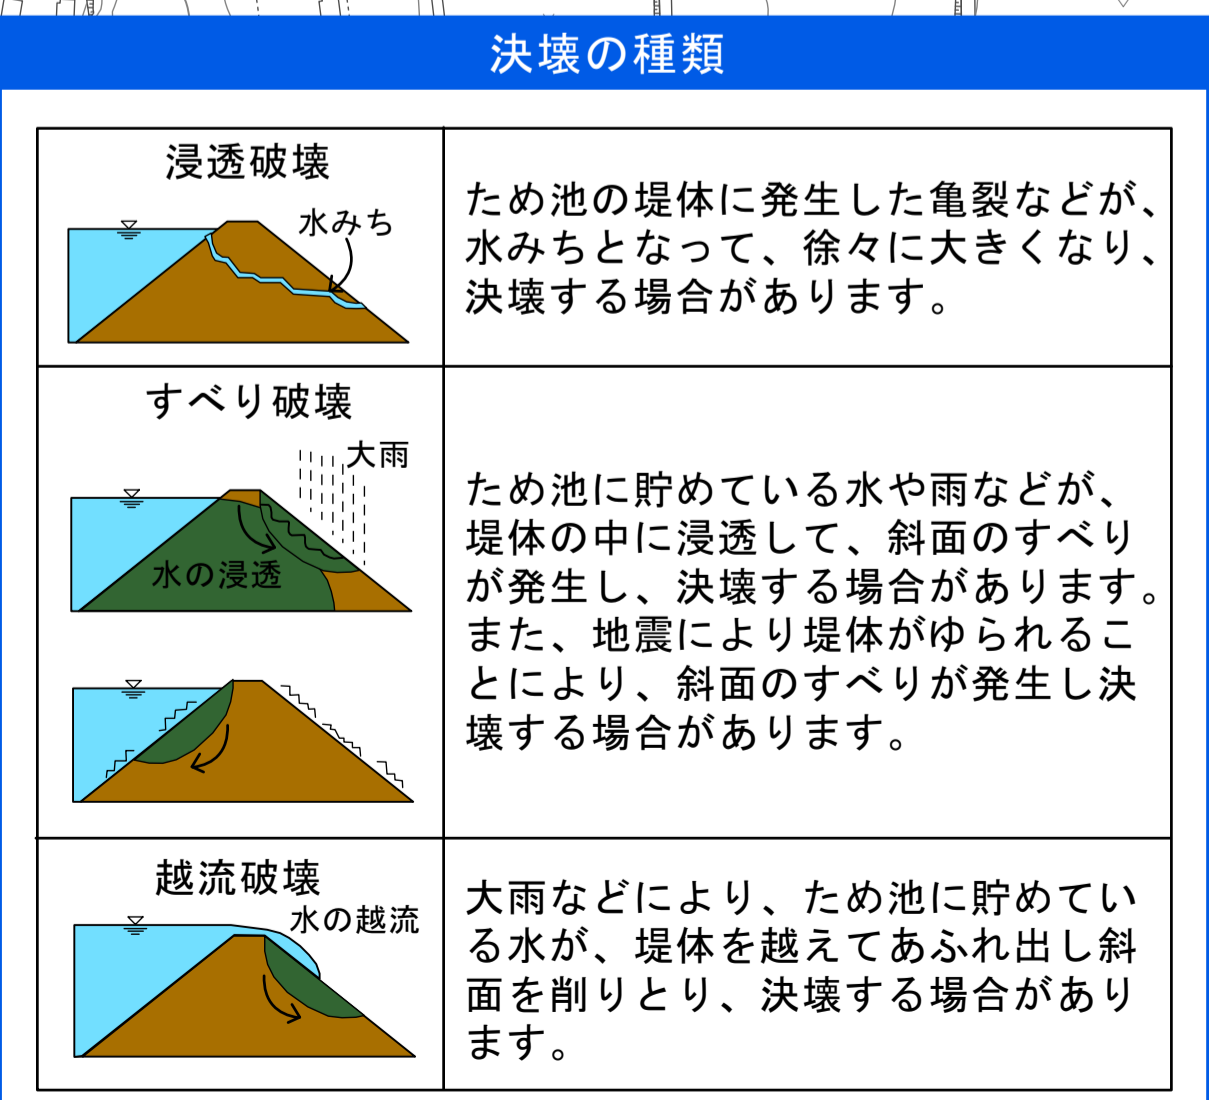 決壊の種類
浸透破壊
水みち
ため池の堤体に発生した亀裂などが、
水みちとなって、徐々に大きくなり、
決壊する場合があります。
すべり破壊
大雨
水の浸透
ため池に貯めている水や雨などが、
堤体の中に浸透して、斜面のすべり
が発生し、決壊する場合があります。
また、地震により堤体がゆられるこ
とにより、斜面のすべりが発生し決
壊する場合があります。
越流破壊
水の越流
大雨などにより、ため池に貯めてい
る水が、堤体を越えてあふれ出し斜
面を削りとり、決壊する場合があり
ます。